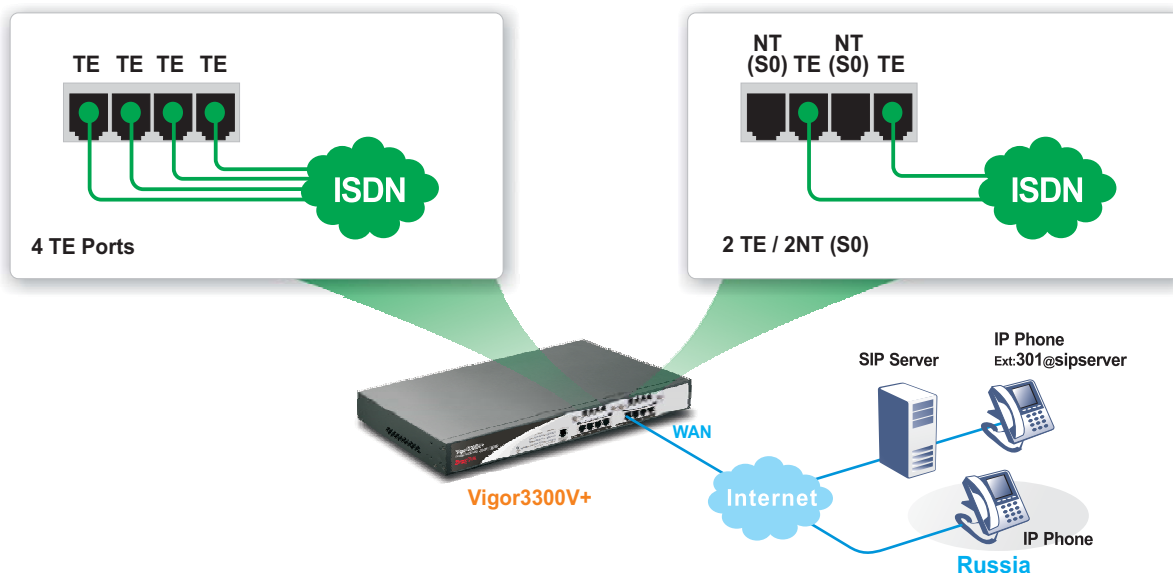 TE TE TE TE
ISDN
4 TE Ports
NT NT
(S0) TE (S0) TE
ISDN
2 TE / 2NT (S0)
IP Phone
Ext:301@sipserver
SIP Server
WAN
Vigor3300V+
Internet
IP Phone
Russia